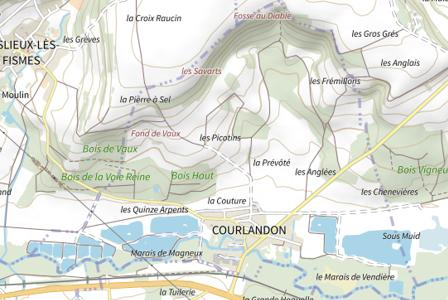 Fosse au Diable
la Croix Raucin
les Grèves
SLIEUX-LÈS-
FISMES
les Gros Grés
les Anglais
les Savarts
les Frémillons
Moulin
la Pierre à Sel
Fond de Vaux
les Picotins
Bois de Vaux
la Prévôté
Bois de la Voie Reine
Bois Haut
les Anglées
Bois Vigneu
les Chenevières
la Couture
les Quinze Arpents
COURLANDON
Sous Muid
Marais de Magneux
le Marais de Vendière
la Tuilerie